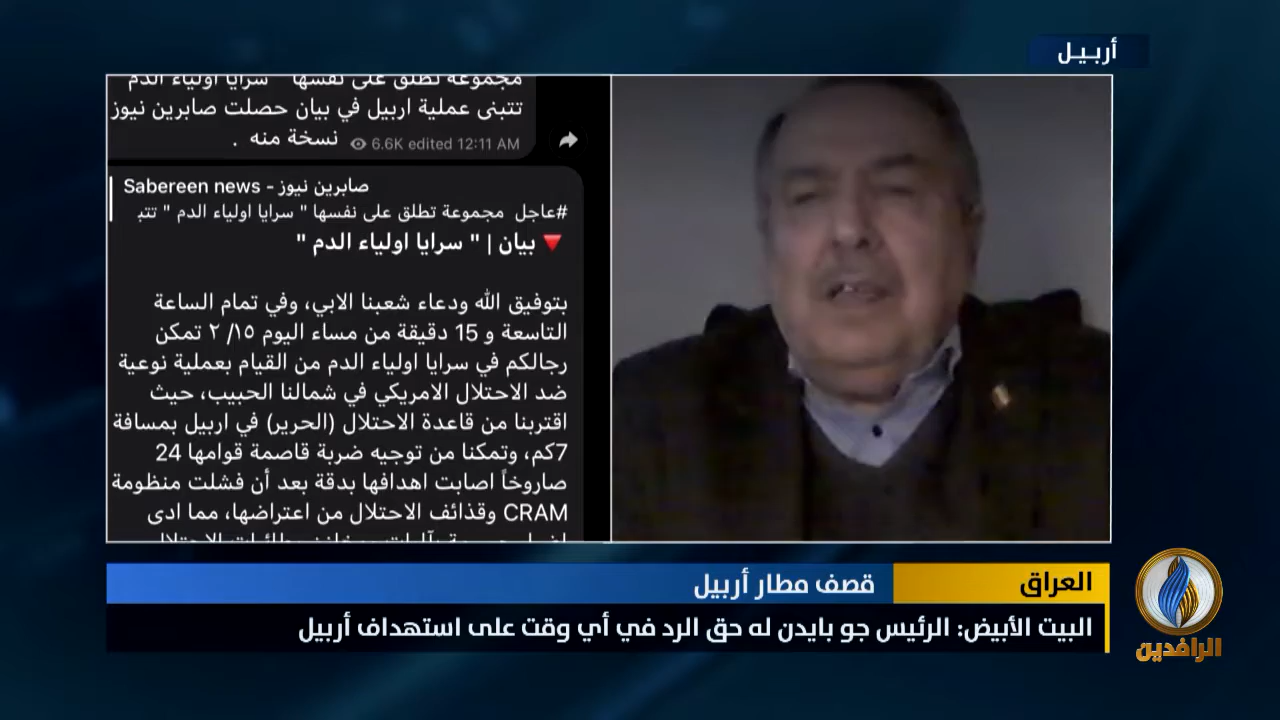 أربيل
مجموعة تطلق على نفسها " سرايا اولياء الدم
تتبنى عملية اربيل في بيان حصلت صابرين نيوز
نسخة منه .
6.6K edited 12:11 AM
Sabereen news - صابرين نيوز
#عاجل مجموعة تطلق على نفسها " سرايا اولياء الدم " تتب
🔻 بيان | " سرايا اولياء الدم "
بتوفيق الله ودعاء شعبنا الابي، وفي تمام الساعة
التاسعة و 15 دقيقة من مساء اليوم ١٥/ ٢ تمكن
رجالكم في سرايا اولياء الدم من القيام بعملية نوعية
ضد الاحتلال الامريكي في شمالنا الحبيب، حيث
اقتربنا من قاعدة الاحتلال (الحرير) في اربيل بمسافة
7كم، وتمكنا من توجيه ضربة قاصمة قوامها 24
صاروخاً اصابت اهدافها بدقة بعد أن فشلت منظومة
CRAM وقذائف الاحتلال من اعتراضها، مما ادى
العراق
قصف مطار أربيل
البيت الأبيض: الرئيس جو بايدن له حق الرد في أي وقت على استهداف أربيل
الرافدين